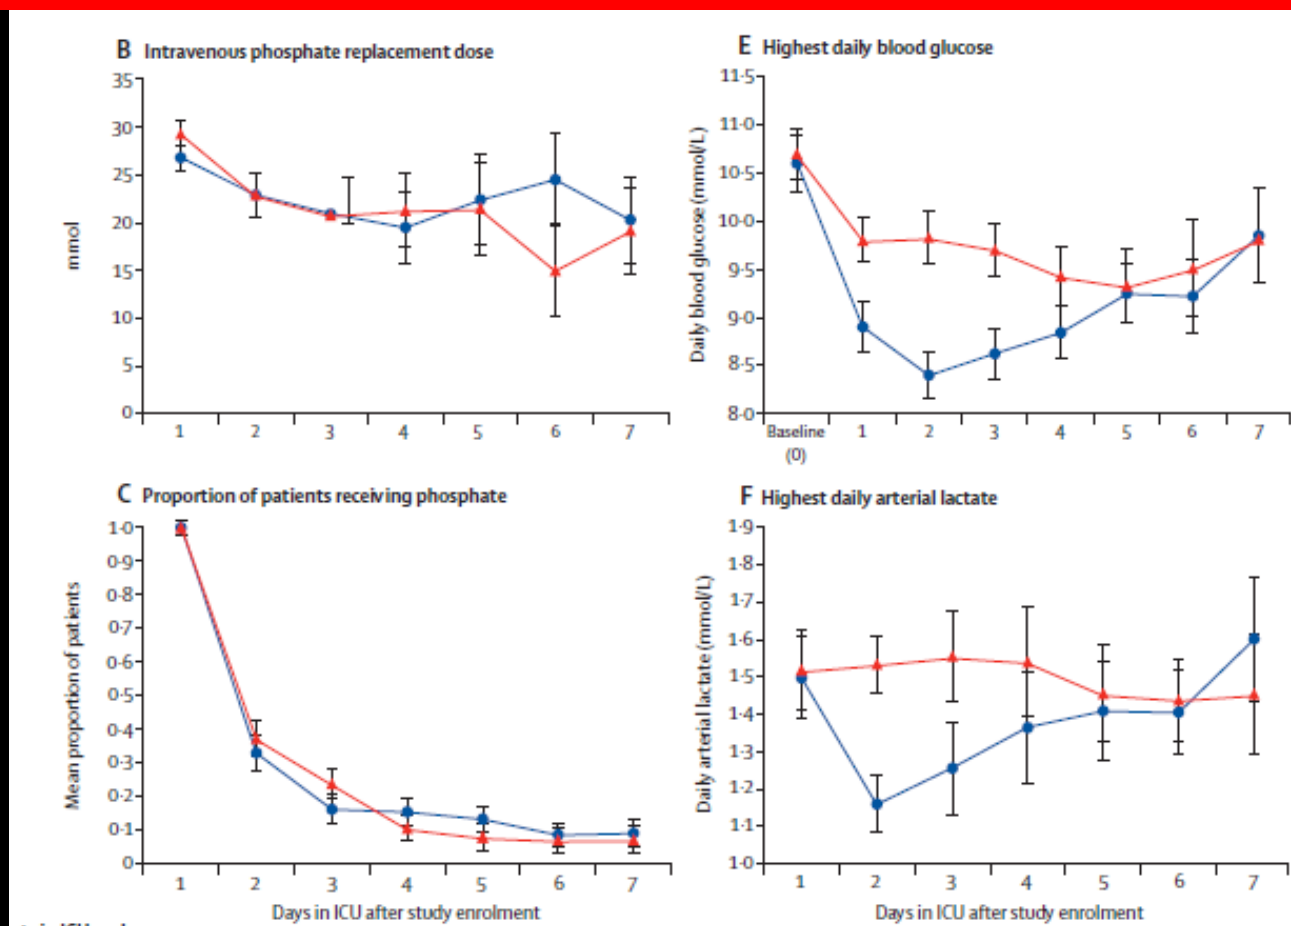 B Intravenous phosphate replacement dose
35
30
25
20
15
10
5
0
mmol
1 2 3 4 5 6 7
E Highest daily blood glucose
11·5
11·0
10·5
10·0
9·5
9·0
8·5
8·0
Daily blood glucose (mmol/L)
Baseline (0) 1 2 3 4 5 6 7
C Proportion of patients receiving phosphate
1·0
0·9
0·8
0·7
0·6
0·5
0·4
0·3
0·2
0·1
0
Mean proportion of patients
1 2 3 4 5 6 7
Days in ICU after study enrolment
F Highest daily arterial lactate
1·9
1·8
1·7
1·6
1·5
1·4
1·3
1·2
1·1
1·0
Daily arterial lactate (mmol/L)
1 2 3 4 5 6 7
Days in ICU after study enrolment